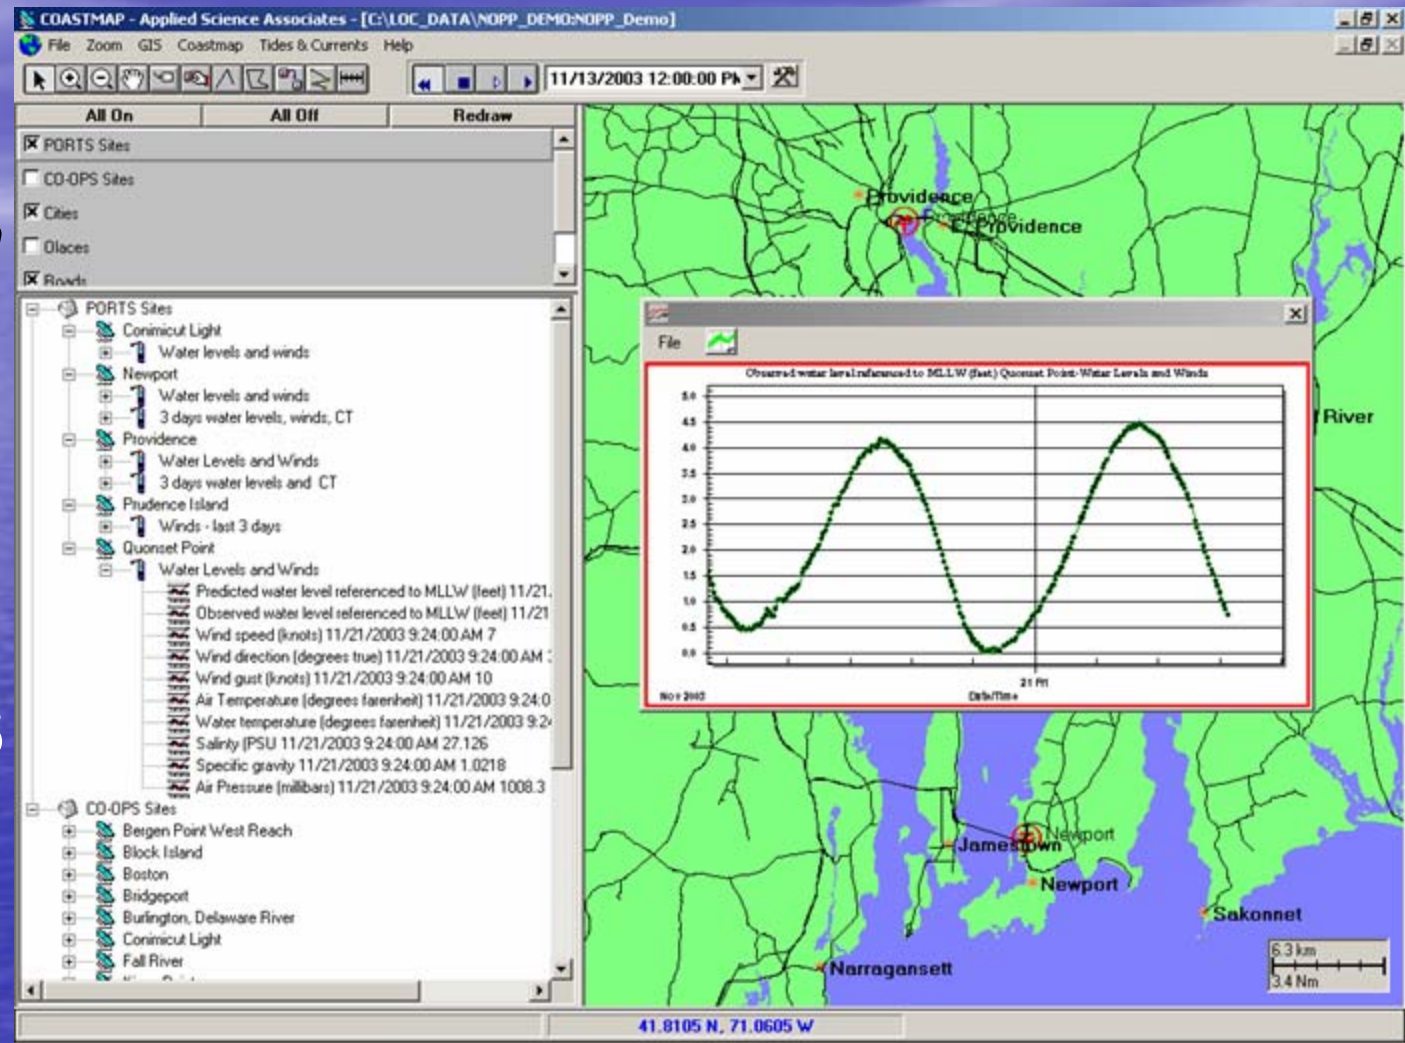 COASTMAP - Applied Science Associates - [C:\LOC_DATA\NOPP_DEMO:NOPP_Demo]
File Zoom GIS Coastmap Tides & Currents Help
11/13/2003 12:00:00 PM
All On All Off Redraw
PORTS Sites
CO-OPS Sites
Cities
Olaces
Roads
PORTS Sites
Conimicut Light
Water levels and winds
Newport
Water levels and winds
3 days water levels, winds, CT
Providence
Water Levels and Winds
3 days water levels and CT
Prudence Island
Winds - last 3 days
Quonset Point
Water Levels and Winds
Predicted water level referenced to MLLW (feet) 11/21.
Observed water level referenced to MLLW (feet) 11/21
Wind speed (knots) 11/21/2003 9:24:00 AM 7
Wind direction (degrees true) 11/21/2003 9:24:00 AM
Wind gust (knots) 11/21/2003 9:24:00 AM 10
Air Temperature (degrees farenheit) 11/21/2003 9:24:0
Water temperature (degrees farenheit) 11/21/2003 9:24
Salinity (PSU 11/21/2003 9:24:00 AM 27.126
Specific gravity 11/21/2003 9:24:00 AM 1.0218
Air Pressure (millibars) 11/21/2003 9:24:00 AM 1008.3
CO-OPS Sites
Bergen Point West Reach
Block Island
Boston
Bridgeport
Burlington, Delaware River
Conimicut Light
Fall River
Providence
Providence
E. Providence
File
Observed water level referenced to MLLW (feet) Quonset Point-Water Levels and Winds
5.0
4.5
4.0
3.5
3.0
2.5
2.0
1.5
1.0
0.5
0.0
21 Fri
Nov 2003
Date/Time
River
Newport
Jamestown
Newport
Sakonnet
Narragansett
6.3 km
3.4 Nm
41.8105 N, 71.0605 W